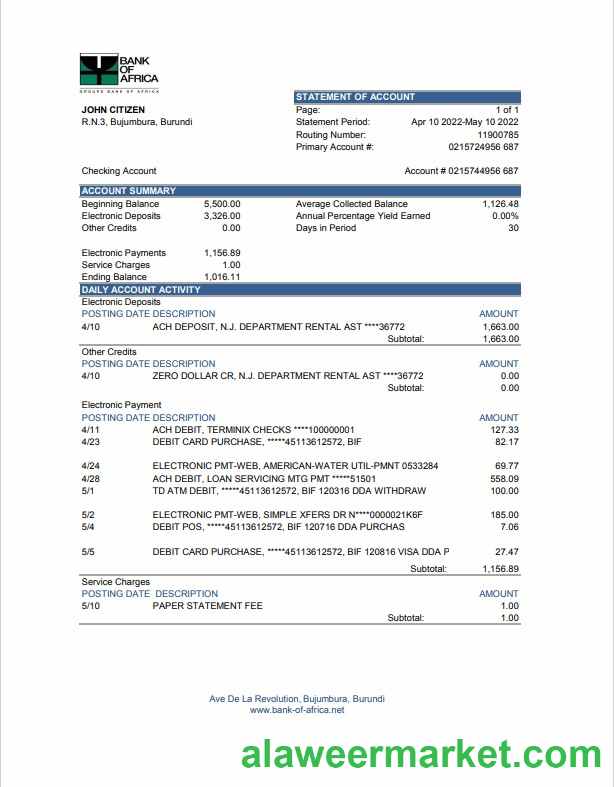 BANK
OF
AFRICA
GROUPE BANK OF AFRICA
STATEMENT OF ACCOUNT
JOHN CITIZEN
Page: 1 of 1
R.N.3, Bujumbura, Burundi
Statement Period: Apr 10 2022-May 10 2022
Routing Number: 11900785
Primary Account #: 0215724956 687
Checking Account Account # 0215744956 687
ACCOUNT SUMMARY
Beginning Balance 5,500.00 Average Collected Balance 1,126.48
Electronic Deposits 3,326.00 Annual Percentage Yield Earned 0.00%
Other Credits 0.00 Days in Period 30
Electronic Payments 1,156.89
Service Charges 1.00
Ending Balance 1,016.11
DAILY ACCOUNT ACTIVITY
Electronic Deposits
POSTING DATE DESCRIPTION AMOUNT
4/10 ACH DEPOSIT, N.J. DEPARTMENT RENTAL AST ****36772 1,663.00
Subtotal: 1,663.00
Other Credits
POSTING DATE DESCRIPTION AMOUNT
4/10 ZERO DOLLAR CR, N.J. DEPARTMENT RENTAL AST ****36772 0.00
Subtotal: 0.00
Electronic Payment
POSTING DATE DESCRIPTION AMOUNT
4/11 ACH DEBIT, TERMINIX CHECKS ****100000001 127.33
4/23 DEBIT CARD PURCHASE, *****45113612572, BIF 82.17
4/24 ELECTRONIC PMT-WEB, AMERICAN-WATER UTIL-PMNT 0533284 69.77
4/28 ACH DEBIT, LOAN SERVICING MTG PMT *****51501 558.09
5/1 TD ATM DEBIT, *****45113612572, BIF 120316 DDA WITHDRAW 100.00
5/2 ELECTRONIC PMT-WEB, SIMPLE XFERS DR N****0000021K6F 185.00
5/4 DEBIT POS, *****45113612572, BIF 120716 DDA PURCHAS 7.06
5/5 DEBIT CARD PURCHASE, *****45113612572, BIF 120816 VISA DDA P 27.47
Subtotal: 1,156.89
Service Charges
POSTING DATE DESCRIPTION AMOUNT
5/10 PAPER STATEMENT FEE 1.00
Subtotal: 1.00
Ave De La Revolution, Bujumbura, Burundi
www.bank-of-africa.net
alaweermarket.com